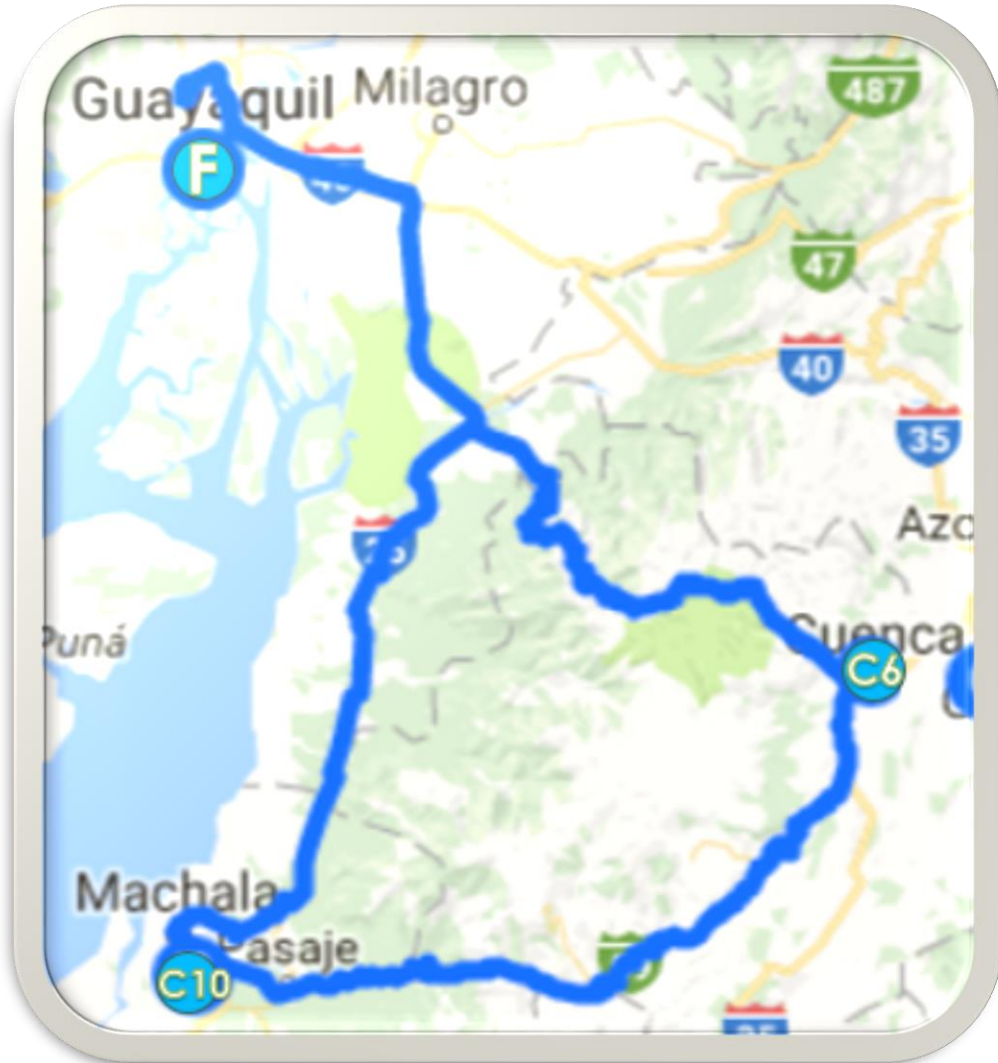 Guayaquil
Milagro
487
F
47
40
35
Azo
Puná
Cuenca
C6
Machala
Pasaje
C10